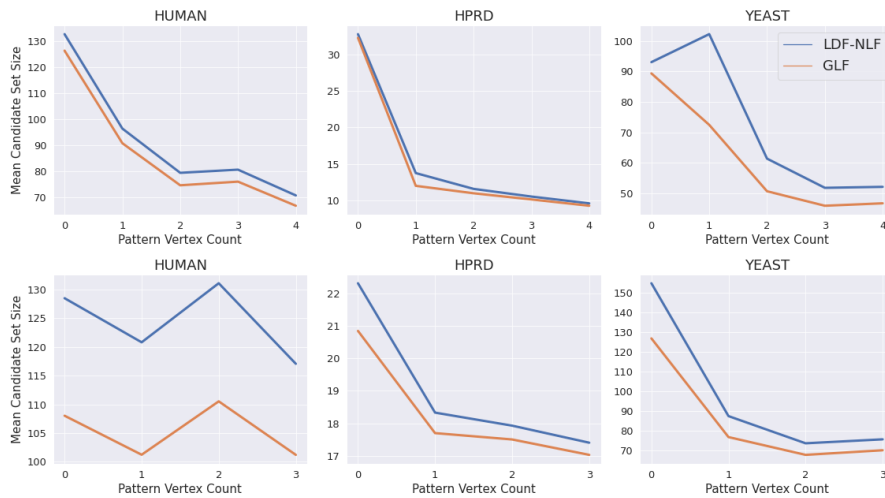 HUMAN
HPRD
YEAST
Mean Candidate Set Size
130
120
110
100
90
80
70
0 1 2 3 4
Pattern Vertex Count
30
25
20
15
10
0 1 2 3 4
Pattern Vertex Count
100
90
80
70
60
50
0 1 2 3 4
Pattern Vertex Count
LDF-NLF
GLF
HUMAN
HPRD
YEAST
Mean Candidate Set Size
130
125
120
115
110
105
100
0 1 2 3
Pattern Vertex Count
22
21
20
19
18
17
0 1 2 3
Pattern Vertex Count
150
140
130
120
110
100
90
80
70
0 1 2 3
Pattern Vertex Count